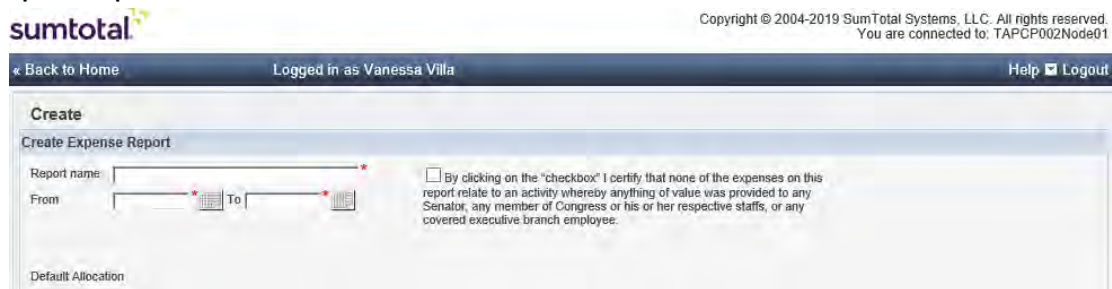 sumtotal.
Copyright © 2004-2019 SumTotal Systems, LLC. All rights reserved.
You are connected to: TAPCP002Node01
« Back to Home Logged in as Vanessa Villa Help Logout
Create
Create Expense Report
Report name *
By clicking on the "checkbox" I certify that none of the expenses on this
From * To *
report relate to an activity whereby anything of value was provided to any
Senator, any member of Congress or his or her respective staffs, or any
covered executive branch employee.
Default Allocation